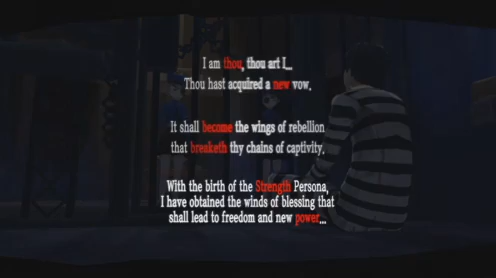 I am thou, thou art I...
Thou hast acquired a new vow.
It shall become the wings of rebellion
that breaketh thy chains of captivity.
With the birth of the Strength Persona,
I have obtained the winds of blessing that
shall lead to freedom and new power...